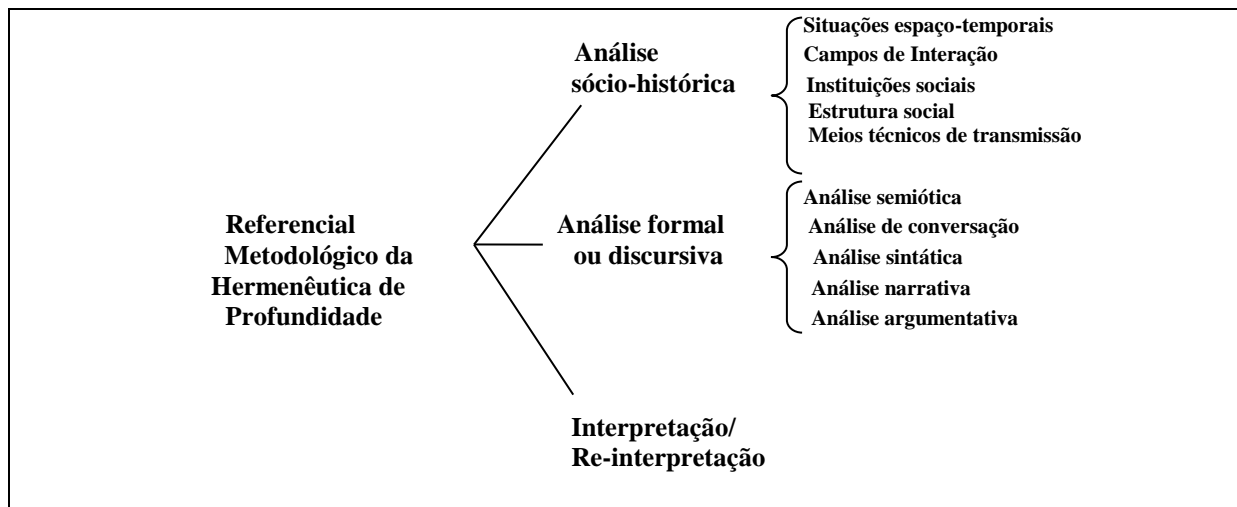 Análise
sócio-histórica
Situações espaço-temporais
Campos de Interação
Instituições sociais
Estrutura social
Meios técnicos de transmissão
Referencial
Metodológico da
Hermenêutica de
Profundidade
Análise formal
ou discursiva
Análise semiótica
Análise de conversação
Análise sintática
Análise narrativa
Análise argumentativa
Interpretação/
Re-interpretação